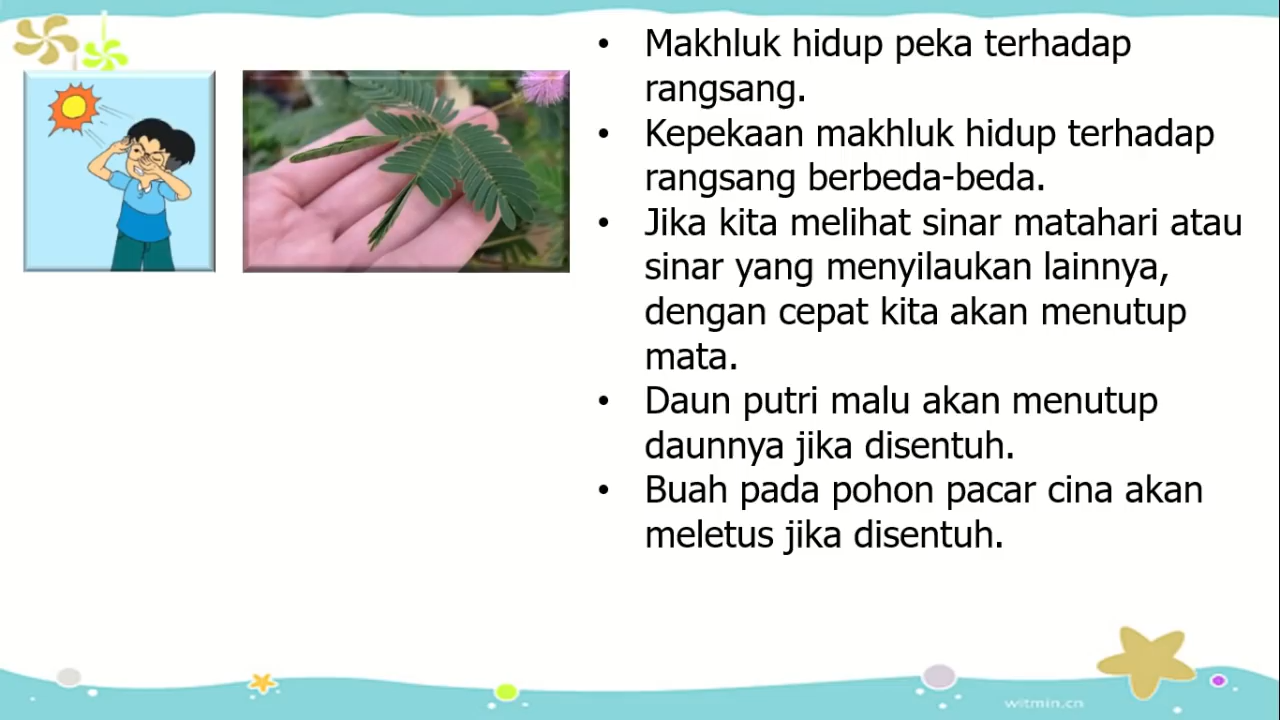 • Makhluk hidup peka terhadap
rangsang.
• Kepekaan makhluk hidup terhadap
rangsang berbeda-beda.
• Jika kita melihat sinar matahari atau
sinar yang menyilaukan lainnya,
dengan cepat kita akan menutup
mata.
• Daun putri malu akan menutup
daunnya jika disentuh.
• Buah pada pohon pacar cina akan
meletus jika disentuh.
witmin.cn